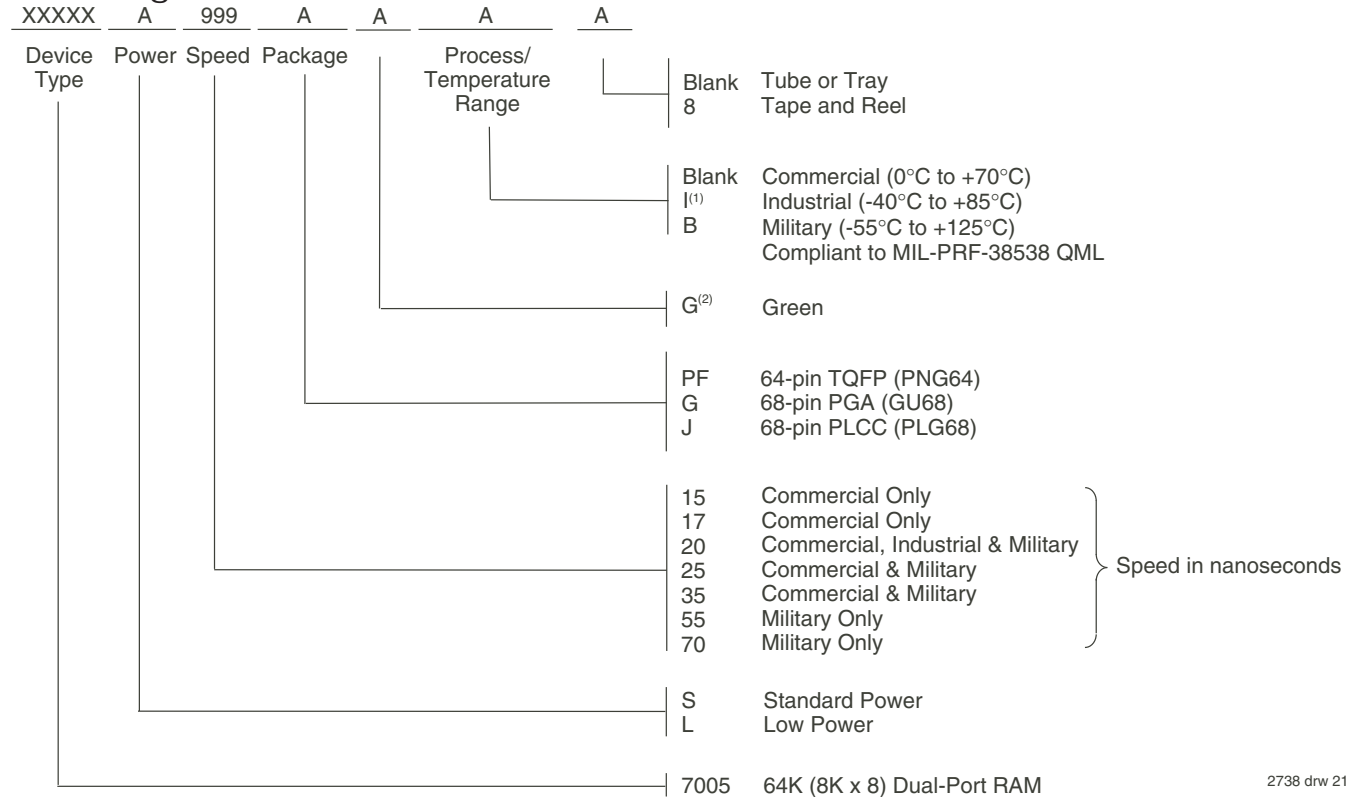 XXXXX A 999 A A A A
Device Type Power Speed Package Process/ Temperature Range
Blank Tube or Tray
8 Tape and Reel
Blank Commercial (0°C to +70°C)
I(1) Industrial (-40°C to +85°C)
B Military (-55°C to +125°C)
Compliant to MIL-PRF-38538 QML
G(2) Green
PF 64-pin TQFP (PNG64)
G 68-pin PGA (GU68)
J 68-pin PLCC (PLG68)
15 Commercial Only
17 Commercial Only
20 Commercial, Industrial & Military
25 Commercial & Military
35 Commercial & Military
55 Military Only
70 Military Only
Speed in nanoseconds
S Standard Power
L Low Power
7005 64K (8K x 8) Dual-Port RAM
2738 drw 21